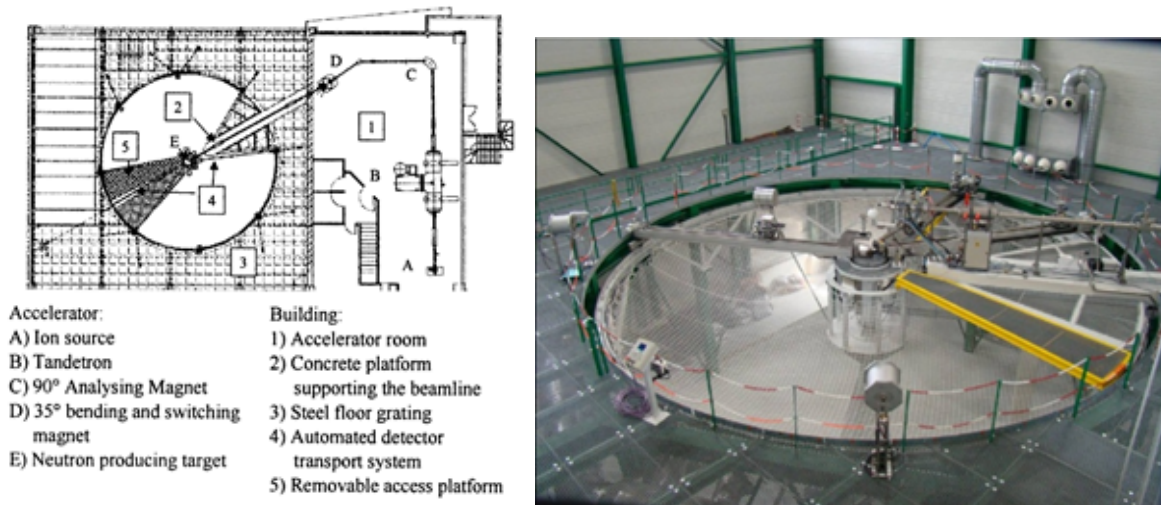 D
C
2
1
E
5
B
4
3
A
Accelerator:
A) Ion source
B) Tandetron
C) 90° Analysing Magnet
D) 35° bending and switching
magnet
E) Neutron producing target
Building:
1) Accelerator room
2) Concrete platform
supporting the beamline
3) Steel floor grating
4) Automated detector
transport system
5) Removable access platform